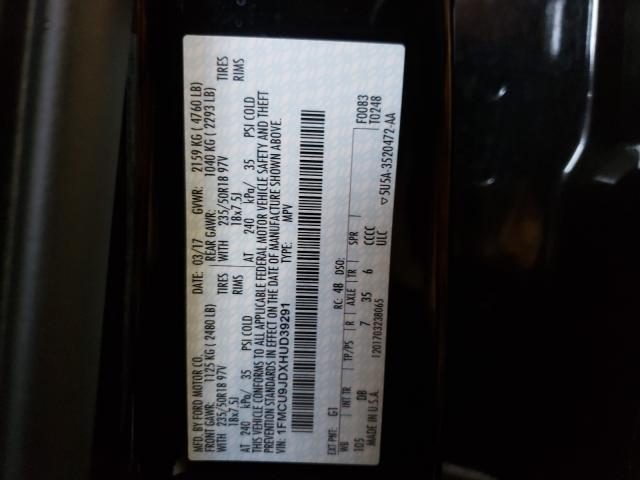 MFD. BY FORD MOTOR CO.
DATE: 03/17 GVWR: 2159 KG ( 4760 LB)
FRONT GAWR: 1125 KG ( 2480 LB) REAR GAWR: 1040 KG ( 2293 LB)
WITH 235/50R18 97V TIRES WITH 235/50R18 97V TIRES
18x7.5J RIMS 18x7.5J RIMS
AT 240 kPa/ 35 PSI COLD AT 240 kPa/ 35 PSI COLD
THIS VEHICLE CONFORMS TO ALL APPLICABLE FEDERAL MOTOR VEHICLE SAFETY AND THEFT
PREVENTION STANDARDS IN EFFECT ON THE DATE OF MANUFACTURE SHOWN ABOVE.
VIN: 1FMCU9JDXHUD39291 TYPE: MPV
F0083
T0248
EXT PNT: G1 RC: 48 DSO:
WB INT TR TP/PS R AXLE TR SPR
105 DB 7 35 6 CCCC
ULC
MADE IN U.S.A. 1201703238065
▽5U5A-3520472-AA